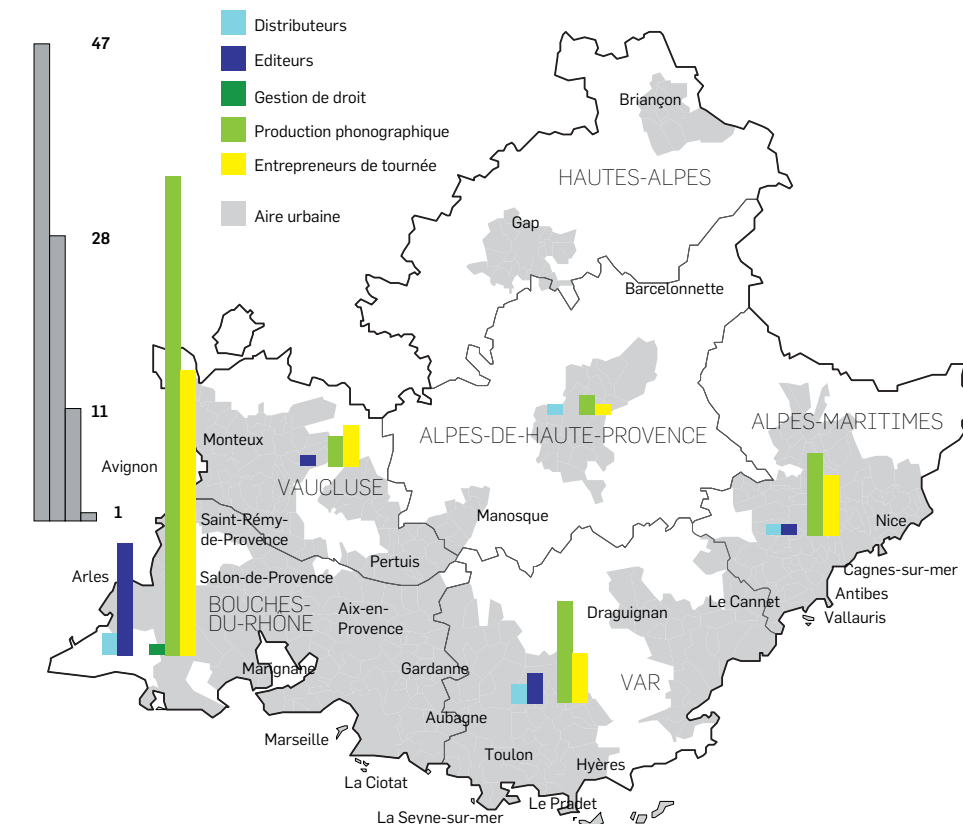 47
28
11
1
Distributeurs
Editeurs
Gestion de droit
Production phonographique
Entrepreneurs de tournée
Aire urbaine
Briançon
HAUTES-ALPES
Gap
Barcelonnette
ALPES-DE-HAUTE-PROVENCE
ALPES-MARITIMES
Monteux
Avignon
VAUCLUSE
Manosque
Nice
Saint-Rémy-
de-Provence
Pertuis
Cagnes-sur-mer
Arles
Salon-de-Provence
Antibes
Le Cannet
Vallauris
BOUCHES-
DU-RHÔNE
Aix-en-
Provence
Draguignan
Marignane
Gardanne
VAR
Aubagne
Marseille
Toulon
Hyères
La Ciotat
Le Pradet
La Seyne-sur-mer